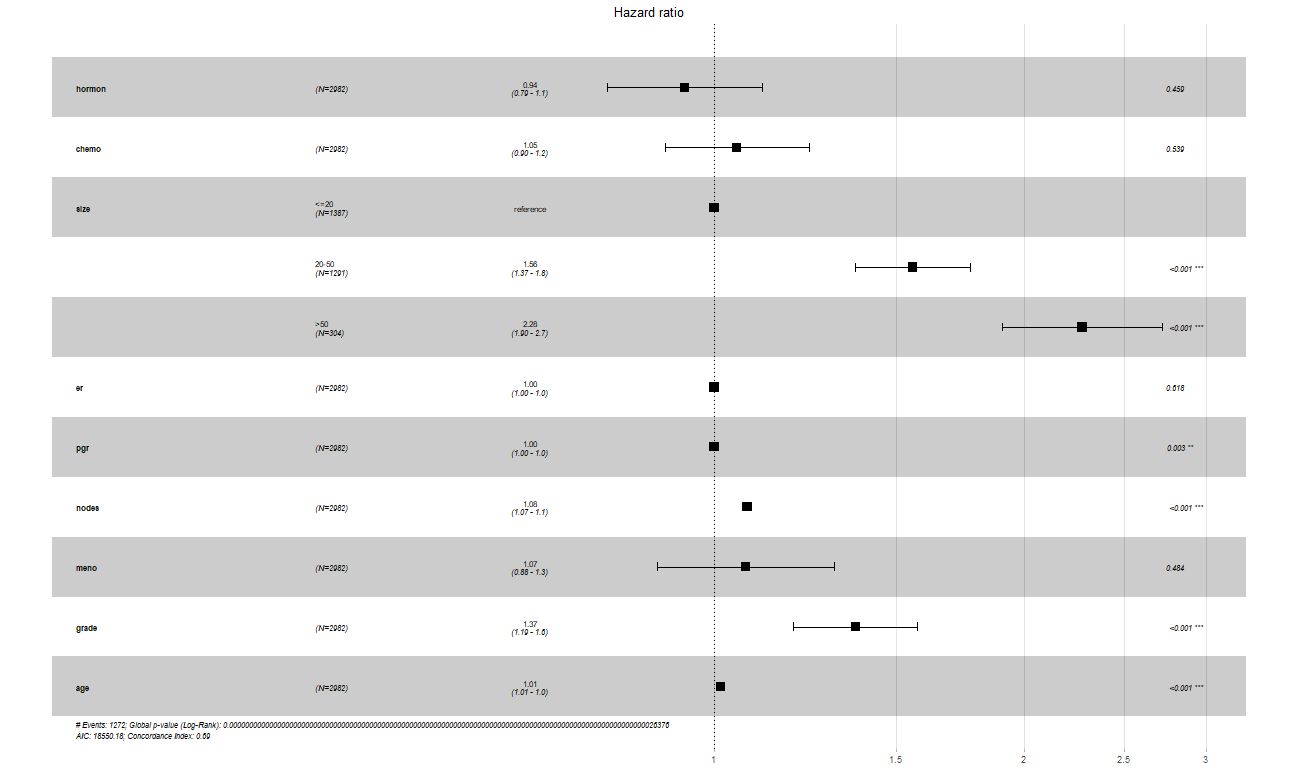 Hazard ratio
hormon (N=2982) 0.94 0.459
(0.79 - 1.1)
chemo (N=2982) 1.05 0.539
(0.90 - 1.2)
size <=20 reference
(N=1387)
20-50 1.56 <0.001 ***
(N=1291) (1.37 - 1.8)
>50 2.28 <0.001 ***
(N=304) (1.90 - 2.7)
er (N=2982) 1.00 0.618
(1.00 - 1.0)
pgr (N=2982) 1.00 0.003 **
(1.00 - 1.0)
nodes (N=2982) 1.08 <0.001 ***
(1.07 - 1.1)
meno (N=2982) 1.07 0.484
(0.88 - 1.3)
grade (N=2982) 1.37 <0.001 ***
(1.19 - 1.6)
age (N=2982) 1.01 <0.001 ***
(1.01 - 1.0)
# Events: 1272; Global p-value (Log-Rank):
AIC: 18550.18; Concordance Index: 0.69
1 1.5 2 2.5 3